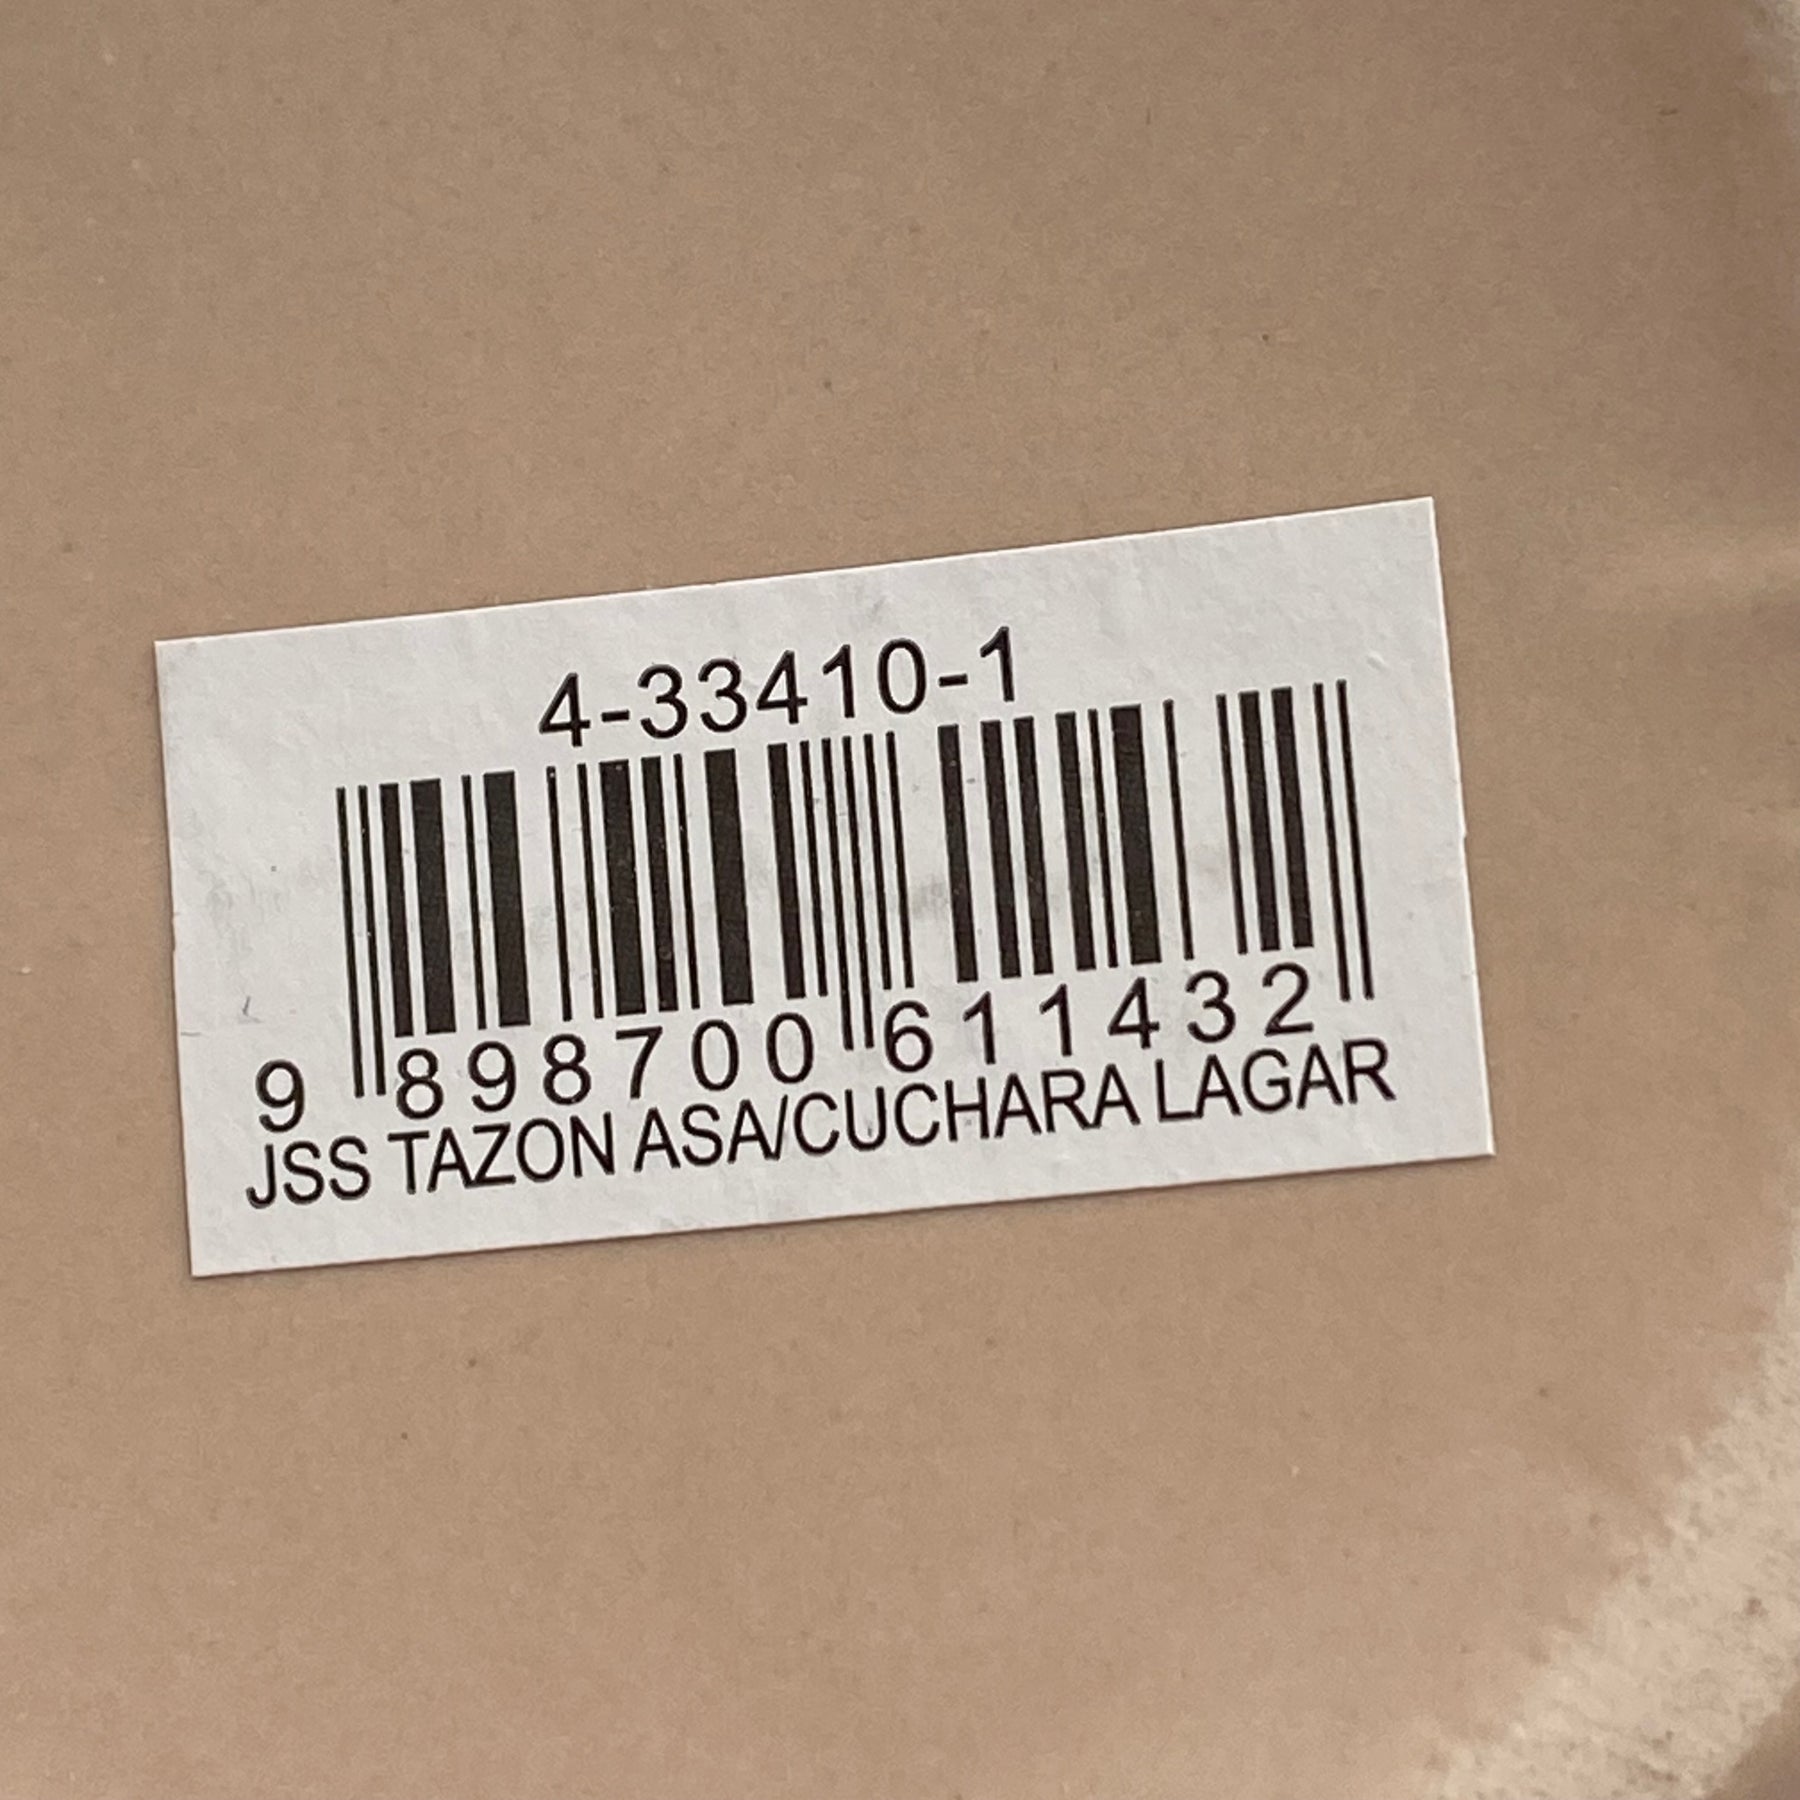 4-33410-1
9 898700 611432
JSS TAZON ASA/CUCHARA LAGAR